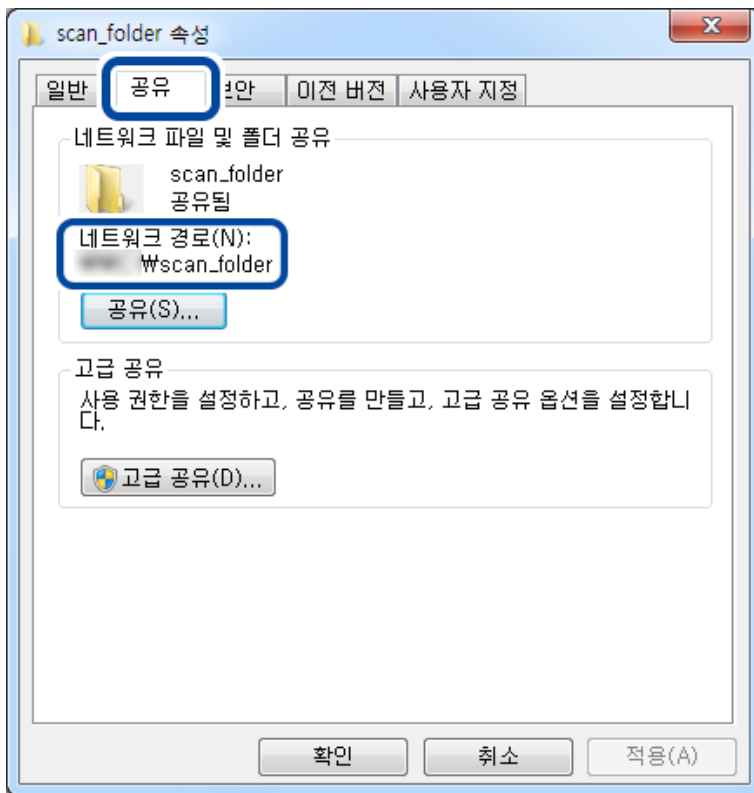 scan_folder 속성
일반
공유
이전 버전
사용자 지정
네트워크 파일 및 폴더 공유
scan_folder
공유됨
네트워크 경로(N):
₩scan_folder
공유(S)...
고급 공유
사용 권한을 설정하고, 공유를 만들고, 고급 공유 옵션을 설정합니
다.
고급 공유(D)...
확인
취소
적용(A)